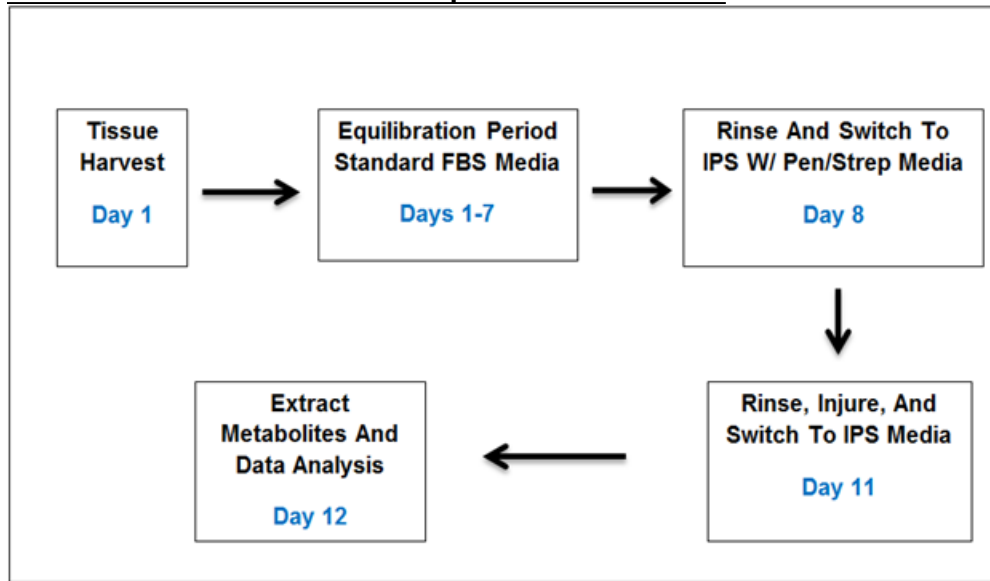 Tissue
Harvest
Day 1
Equilibration Period
Standard FBS Media
Days 1-7
Rinse And Switch To
IPS W/ Pen/Strep Media
Day 8
Rinse, Injure, And
Switch To IPS Media
Day 11
Extract
Metabolites And
Data Analysis
Day 12